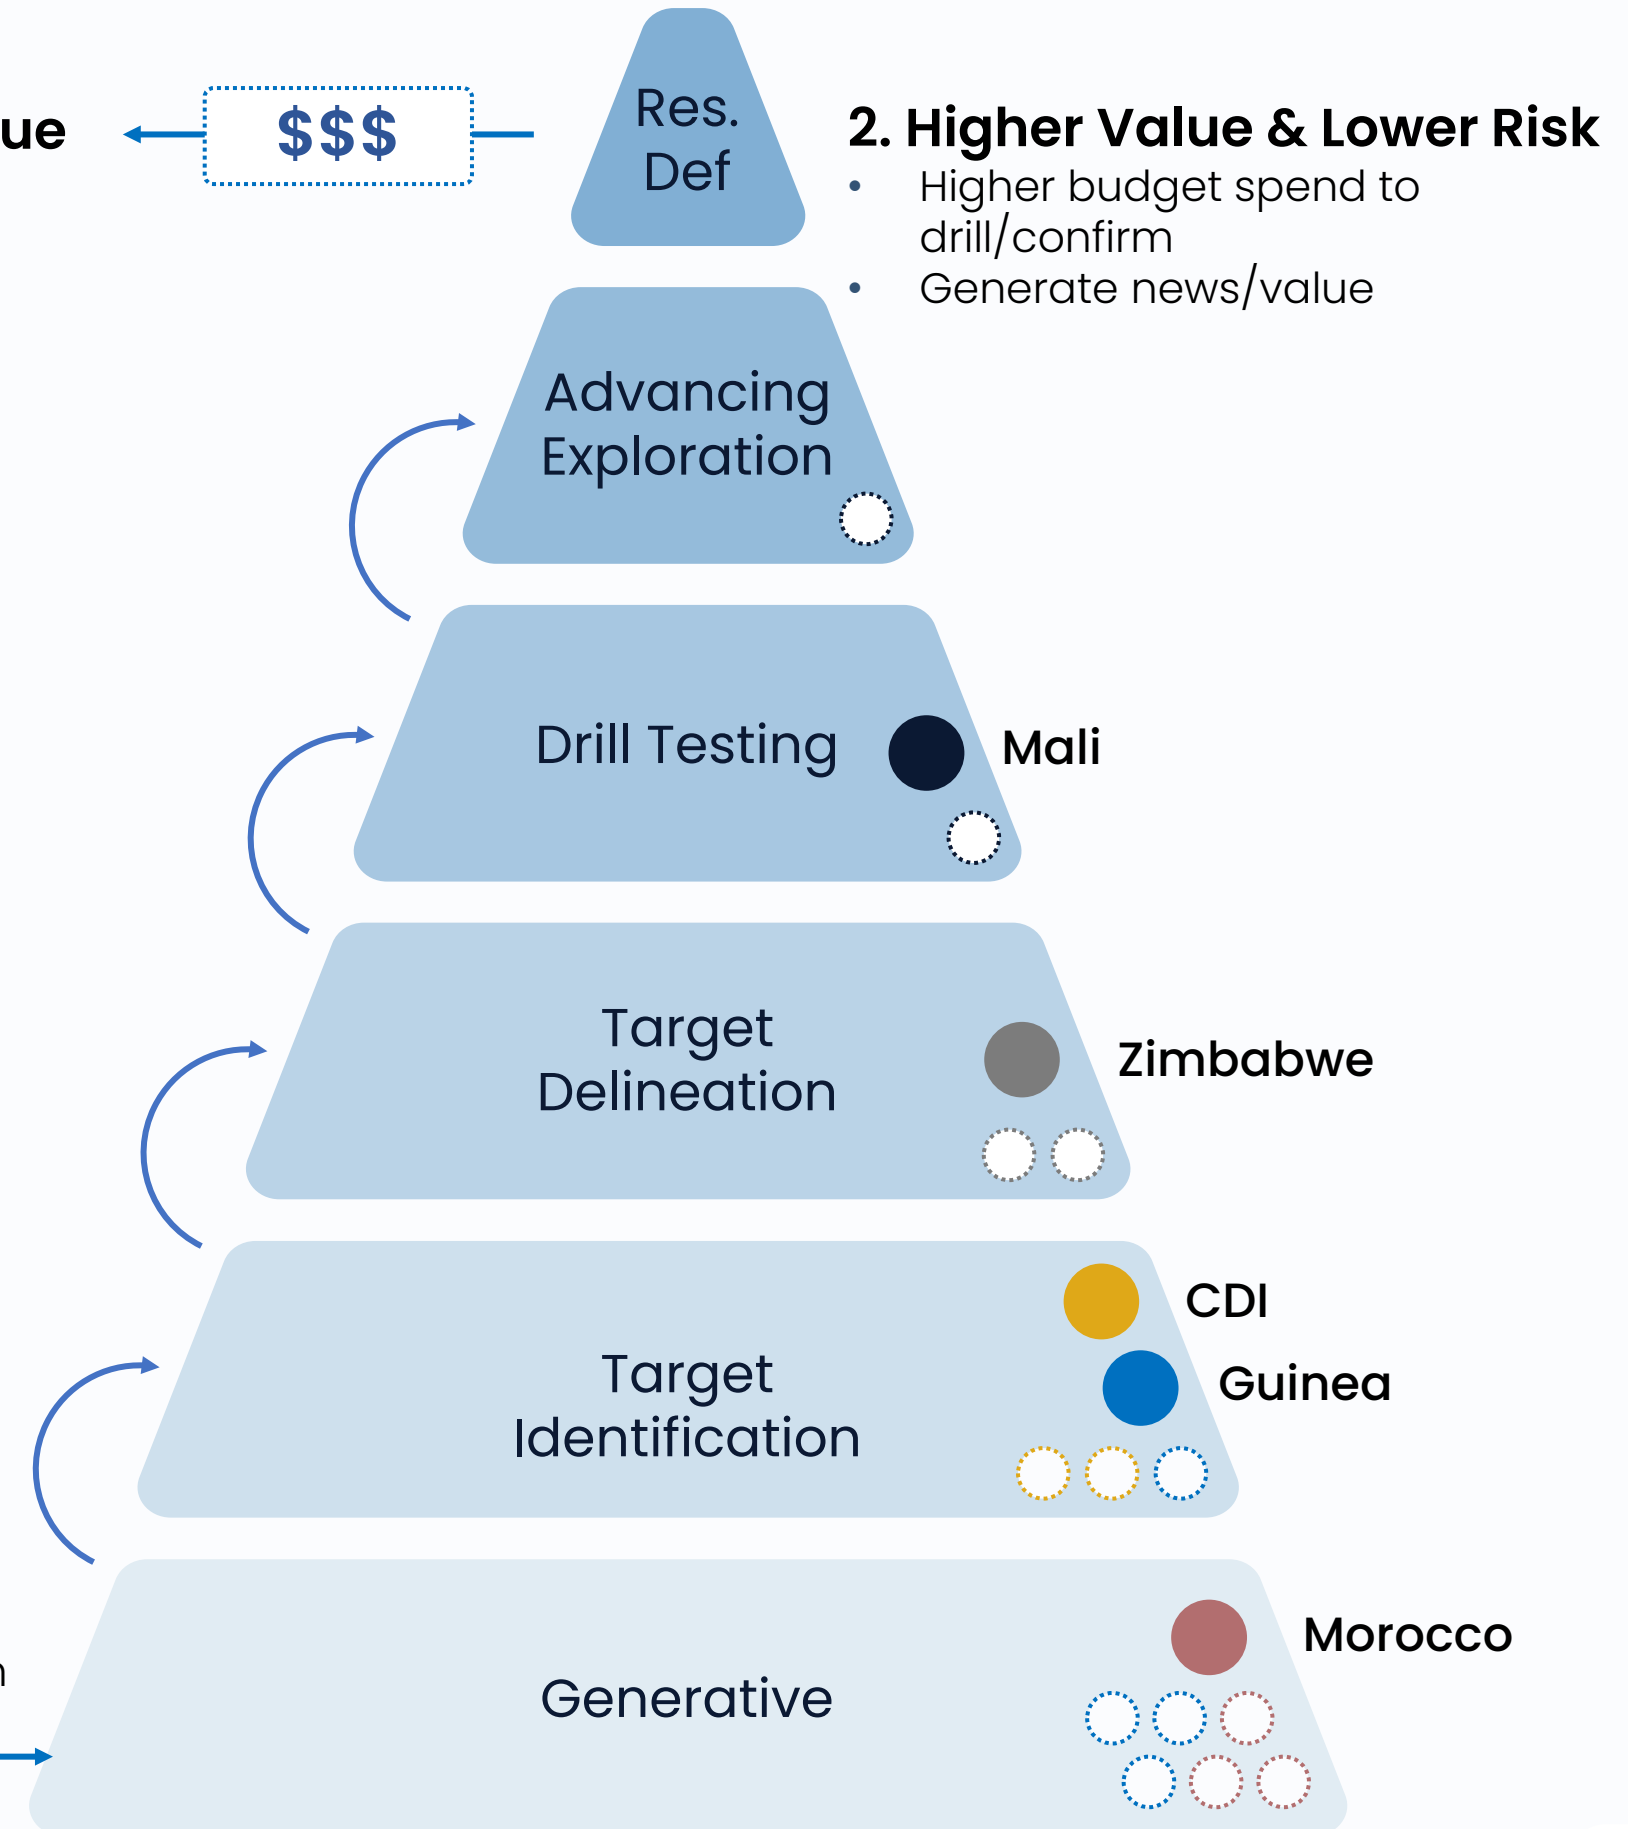 ue
$$$
Res.
Def
2. Higher Value & Lower Risk
• Higher budget spend to
drill/confirm
• Generate news/value
Advancing
Exploration
Drill Testing
Mali
Target
Delineation
Zimbabwe
CDI
Target
Identification
Guinea
Morocco
Generative